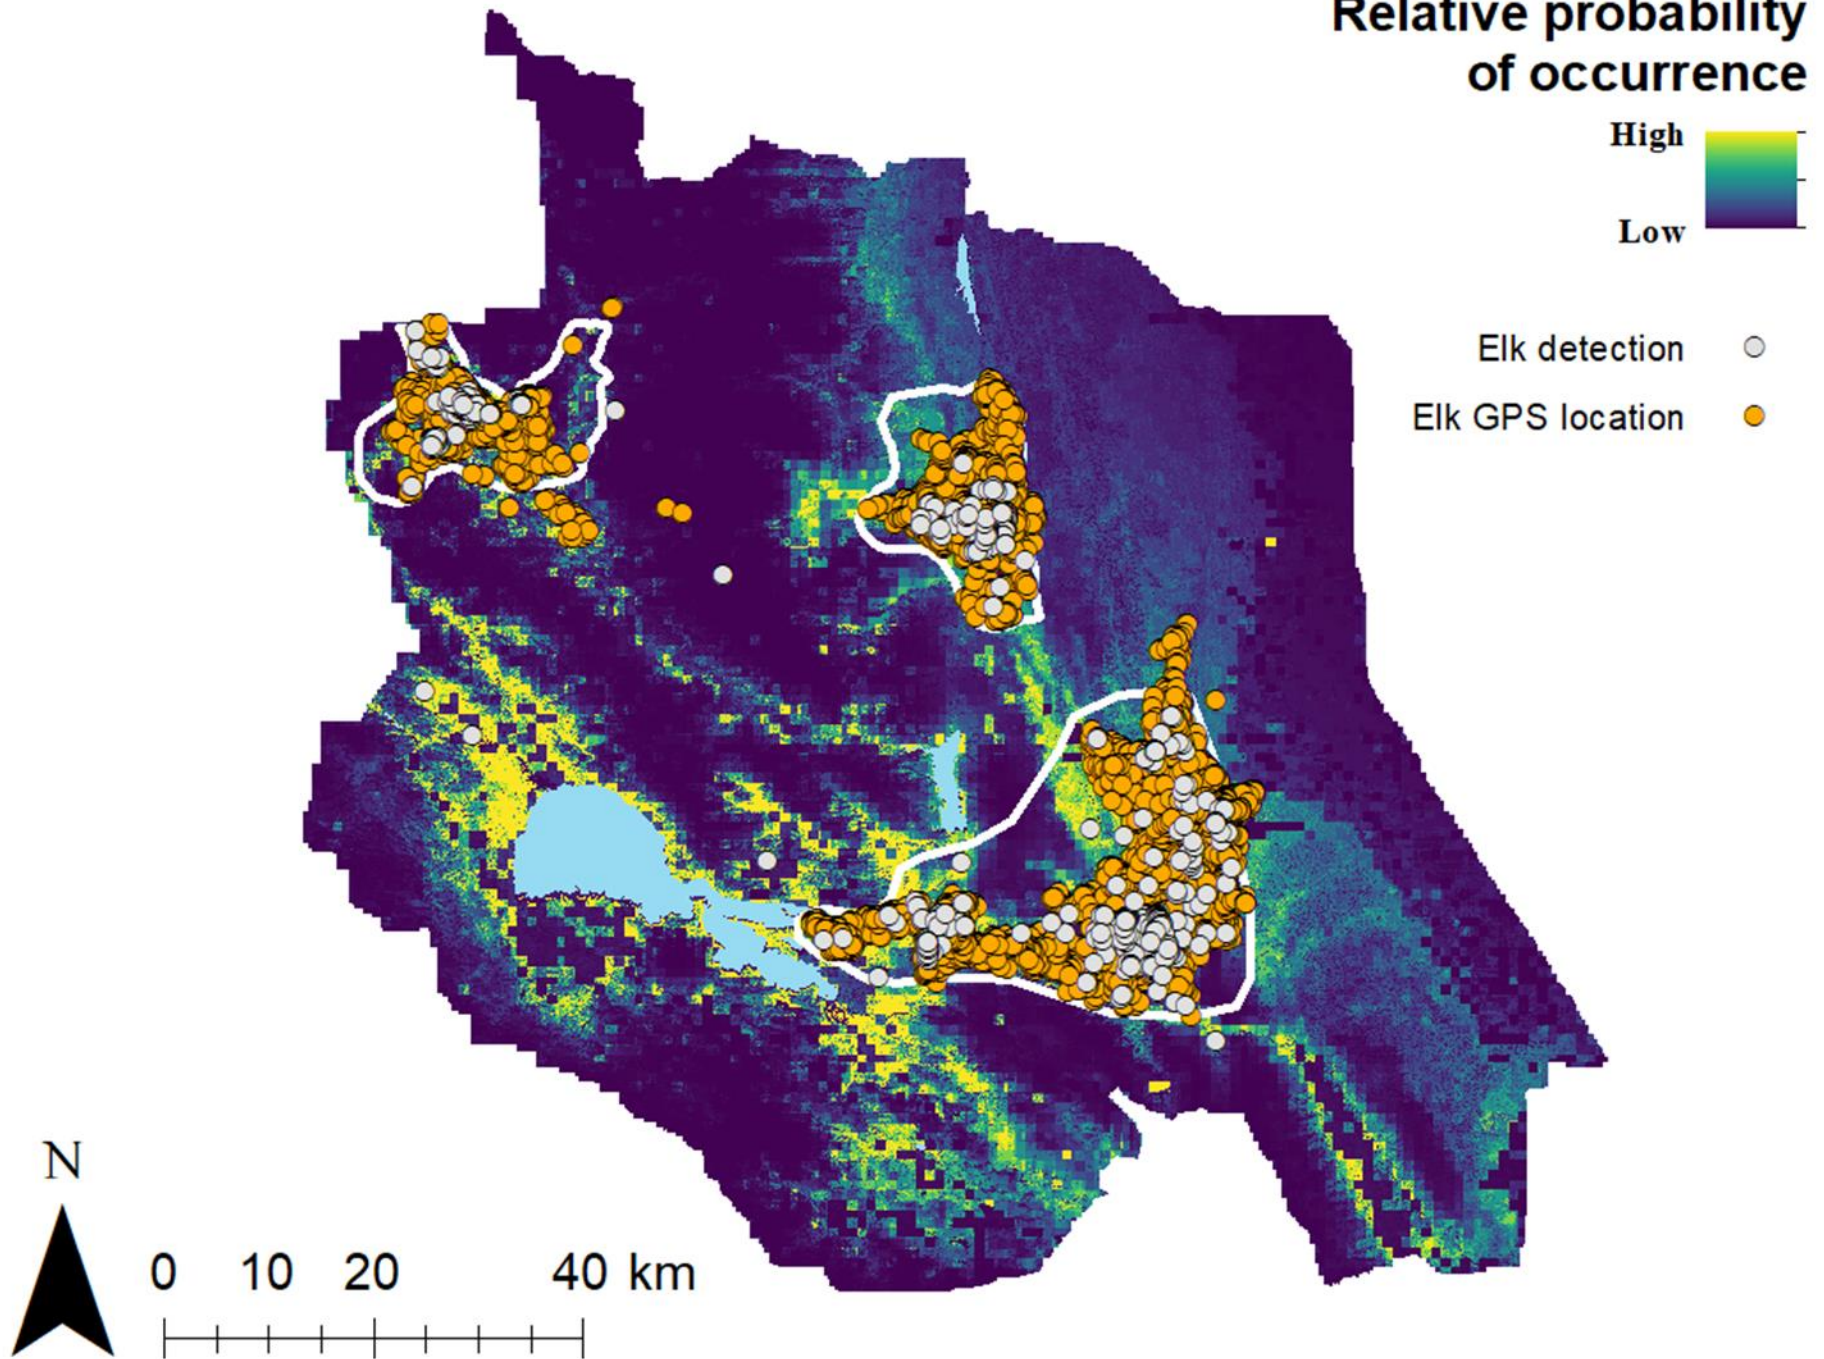 Relative probability
of occurrence
High
Low
Elk detection
Elk GPS location
N
0 10 20 40 km